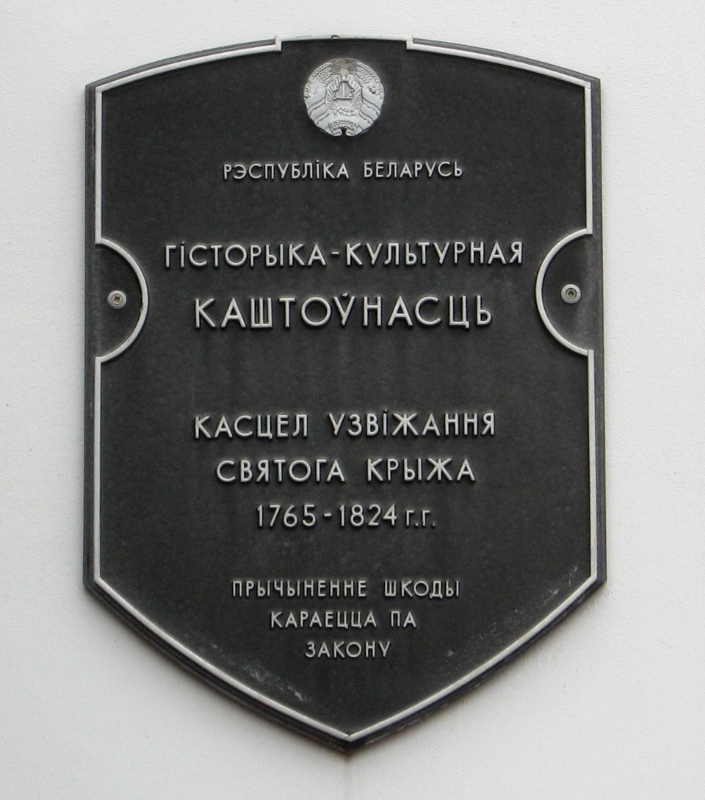 РЭСПУБЛІКА БЕЛАРУСЬ
ГІСТОРЫКА-КУЛЬТУРНАЯ
КАШТОЎНАСЦЬ
КАСЦЕЛ УЗВІЖАННЯ
СВЯТОГА КРЫЖА
1765-1824 г.г.
ПРЫЧЫНЕННЕ ШКОДЫ
КАРАЕЦЦА ПА
ЗАКОНУ